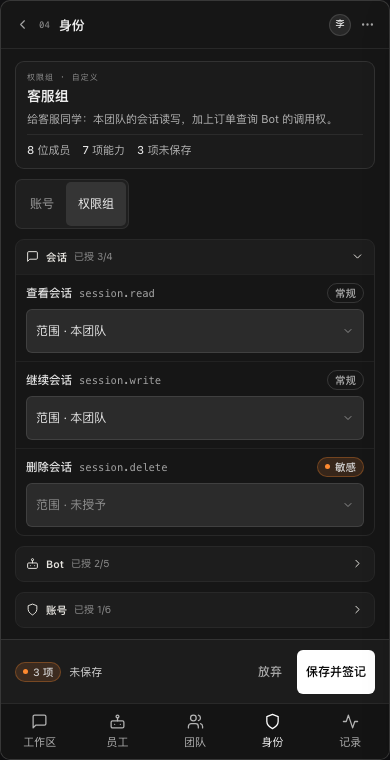 04 身份 李
权限组 · 自定义
客服组
给客服同学：本团队的会话读写，加上订单查询 Bot 的调用权。
8 位成员 7 项能力 3 项未保存
账号 权限组
会话 已授 3/4
查看会话 session.read 常规
范围 · 本团队
继续会话 session.write 常规
范围 · 本团队
删除会话 session.delete 敏感
范围 · 未授予
Bot 已授 2/5
账号 已授 1/6
3 项 未保存 放弃 保存并签记
工作区 员工 团队 身份 记录